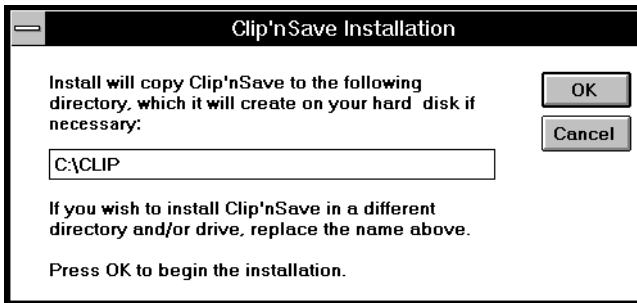 Clip'nSave Installation
Install will copy Clip'nSave to the following
directory, which it will create on your hard disk if
necessary:
OK
Cancel
C:\CLIP
If you wish to install Clip'nSave in a different
directory and/or drive, replace the name above.
Press OK to begin the installation.